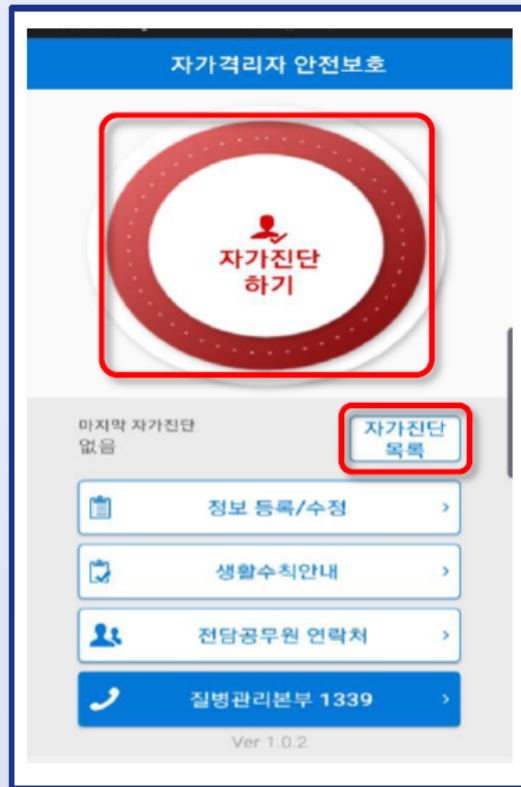 자가격리자 안전보호
자가진단
하기
마지막 자가진단
없음
자가진단
목록
정보 등록/수정
생활수칙안내
전담공무원 연락처
질병관리본부 1339
Ver 1.0.2